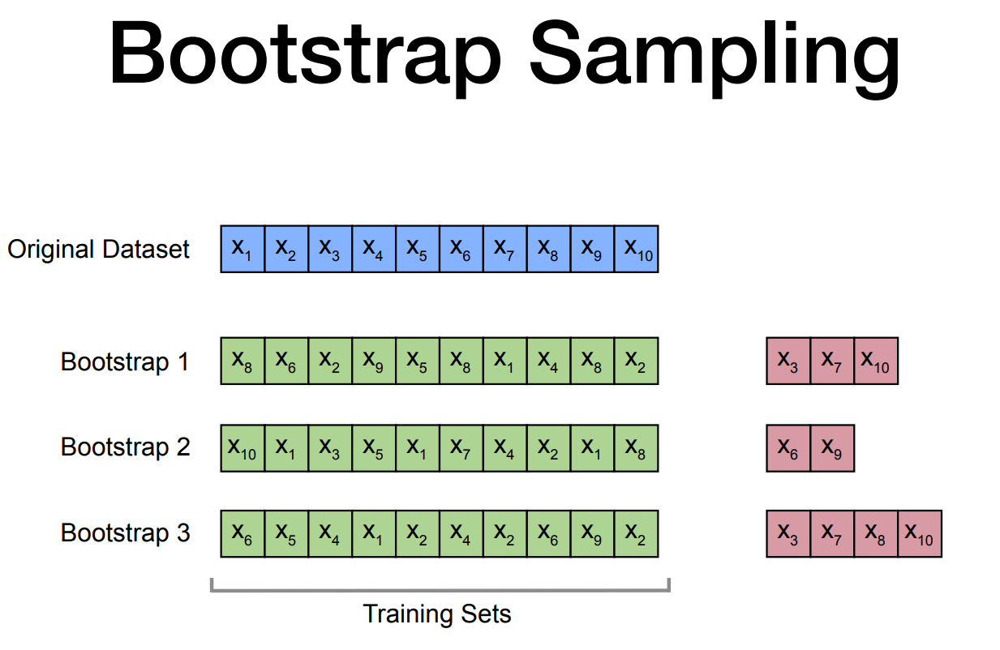 Bootstrap Sampling
Original Dataset x₁ x₂ x₃ x₄ x₅ x₆ x₇ x₈ x₉ x₁₀
Bootstrap 1 x₈ x₆ x₂ x₉ x₅ x₈ x₁ x₄ x₈ x₂ x₃ x₇ x₁₀
Bootstrap 2 x₁₀ x₁ x₃ x₅ x₁ x₇ x₄ x₂ x₁ x₈ x₆ x₉
Bootstrap 3 x₆ x₅ x₄ x₁ x₂ x₄ x₂ x₆ x₉ x₂ x₃ x₇ x₈ x₁₀
Training Sets